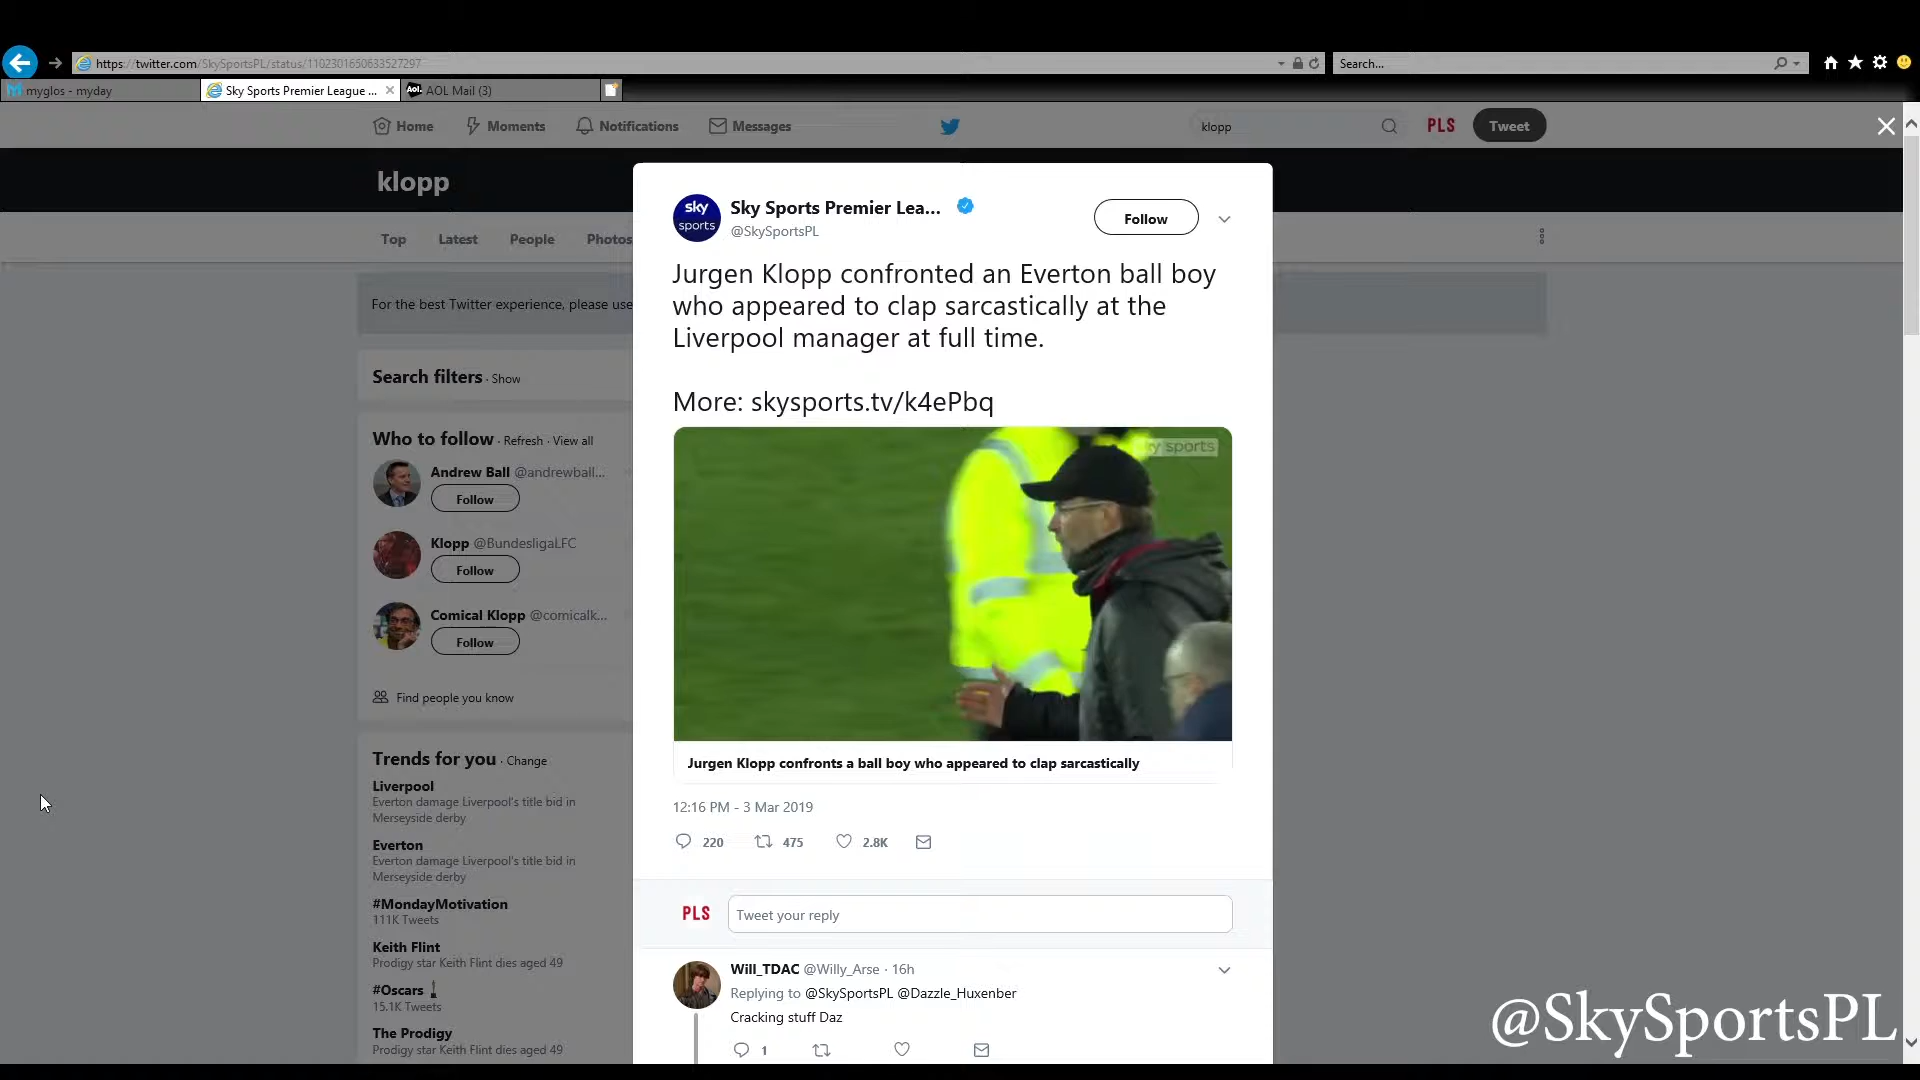 https://twitter.com/SkySportsPL/status/1102301650633527297
Search...
myglos - myday
Sky Sports Premier League ...
Aol. AOL Mail (3)
Home
Moments
Notifications
Messages
klopp
PLS
Tweet
klopp
Top
Latest
People
Photos
For the best Twitter experience, please use
Search filters · Show
Who to follow · Refresh · View all
Andrew Ball @andrewball...
Follow
Klopp @BundesligaLFC
Follow
Comical Klopp @comicalk...
Follow
Find people you know
Trends for you · Change
Liverpool
Everton damage Liverpool's title bid in
Merseyside derby
Everton
Everton damage Liverpool's title bid in
Merseyside derby
#MondayMotivation
111K Tweets
Keith Flint
Prodigy star Keith Flint dies aged 49
#Oscars
15.1K Tweets
The Prodigy
Prodigy star Keith Flint dies aged 49
sky
sports
Sky Sports Premier Lea...
@SkySportsPL
Follow
Jurgen Klopp confronted an Everton ball boy
who appeared to clap sarcastically at the
Liverpool manager at full time.
More: skysports.tv/k4ePbq
sky sports
Jurgen Klopp confronts a ball boy who appeared to clap sarcastically
12:16 PM - 3 Mar 2019
220
475
2.8K
PLS
Tweet your reply
Will_TDAC @Willy_Arse · 16h
Replying to @SkySportsPL @Dazzle_Huxenber
Cracking stuff Daz
1
@SkySportsPL